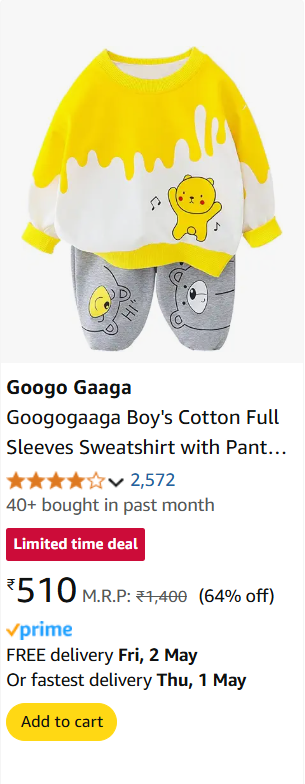 HI'
Googo Gaaga
Googogaaga Boy's Cotton Full
Sleeves Sweatshirt with Pant...
2,572
40+ bought in past month
Limited time deal
₹510 M.R.P: ₹1,400 (64% off)
prime
FREE delivery Fri, 2 May
Or fastest delivery Thu, 1 May
Add to cart